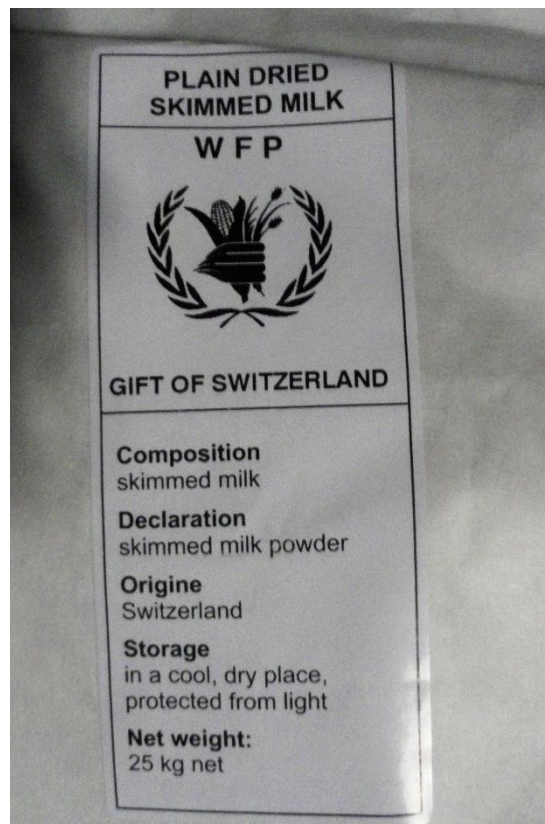 PLAIN DRIED
SKIMMED MILK
W F P
GIFT OF SWITZERLAND
Composition
skimmed milk
Declaration
skimmed milk powder
Origine
Switzerland
Storage
in a cool, dry place,
protected from light
Net weight:
25 kg net